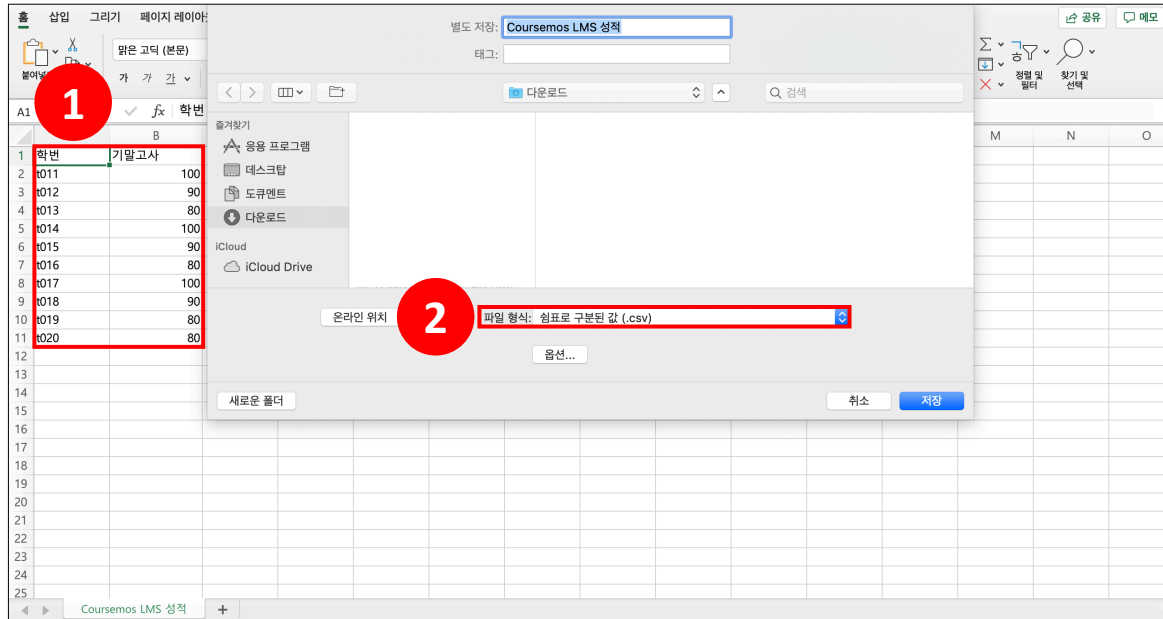 홈 삽입 그리기 페이지 레이아
공유 메모
맑은 고딕 (본문)
가 가 간
정렬 및 필터
찾기 및 선택
별도 저장: Coursemos LMS 성적
태그:
다운로드
검색
즐겨찾기
응용 프로그램
데스크탑
도큐멘트
다운로드
iCloud
iCloud Drive
온라인 위치
파일 형식: 쉼표로 구분된 값 (.csv)
옵션...
새로운 폴더
취소 저장
1
2
A1 fx 학번
B M N O
1 학번 기말고사
2 t011 100
3 t012 90
4 t013 80
5 t014 100
6 t015 90
7 t016 80
8 t017 100
9 t018 90
10 t019 80
11 t020 80
12
13
14
15
16
17
18
19
20
21
22
23
24
25
Coursemos LMS 성적 +